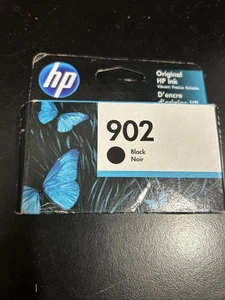 hp
Original
HP Ink
D'encre
902
Black
Noir